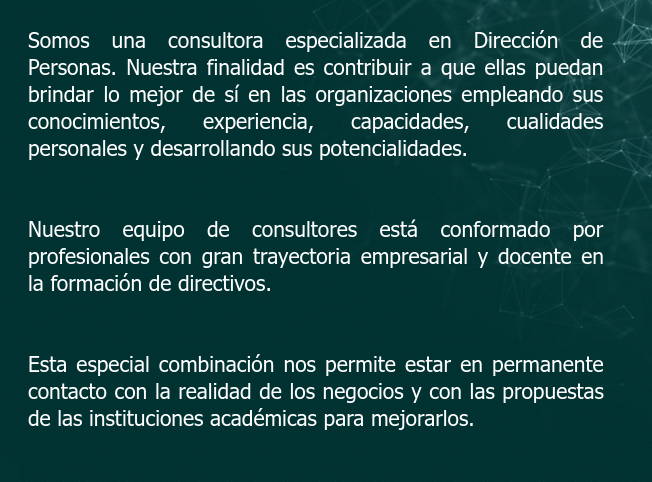 Somos una consultora especializada en Dirección de
Personas. Nuestra finalidad es contribuir a que ellas puedan
brindar lo mejor de sí en las organizaciones empleando sus
conocimientos, experiencia, capacidades, cualidades
personales y desarrollando sus potencialidades.
Nuestro equipo de consultores está conformado por
profesionales con gran trayectoria empresarial y docente en
la formación de directivos.
Esta especial combinación nos permite estar en permanente
contacto con la realidad de los negocios y con las propuestas
de las instituciones académicas para mejorarlos.